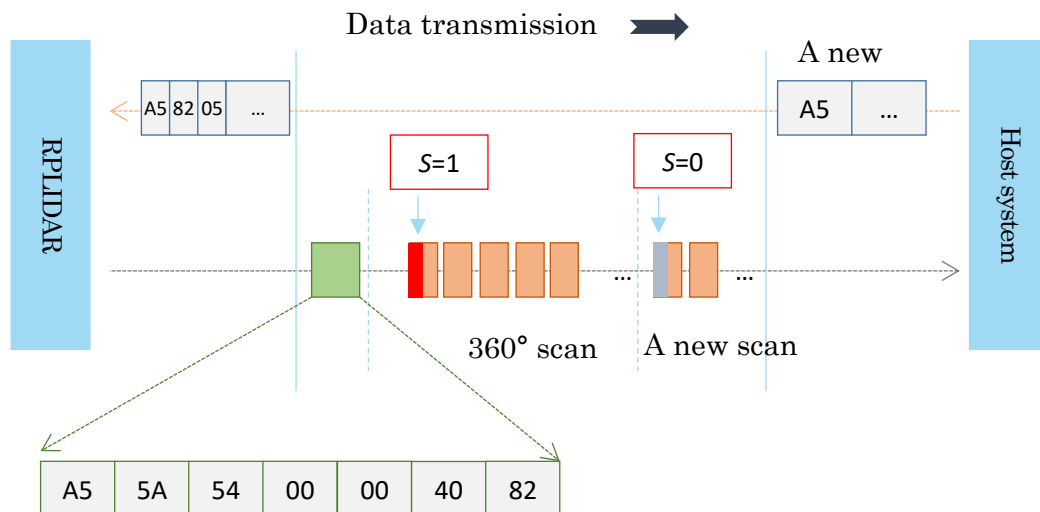 Data transmission
A new
A5 82 05 ...
A5 ...
RPLIDAR
Host system
S=1
S=0
...
...
360° scan
A new scan
A5 5A 54 00 00 40 82